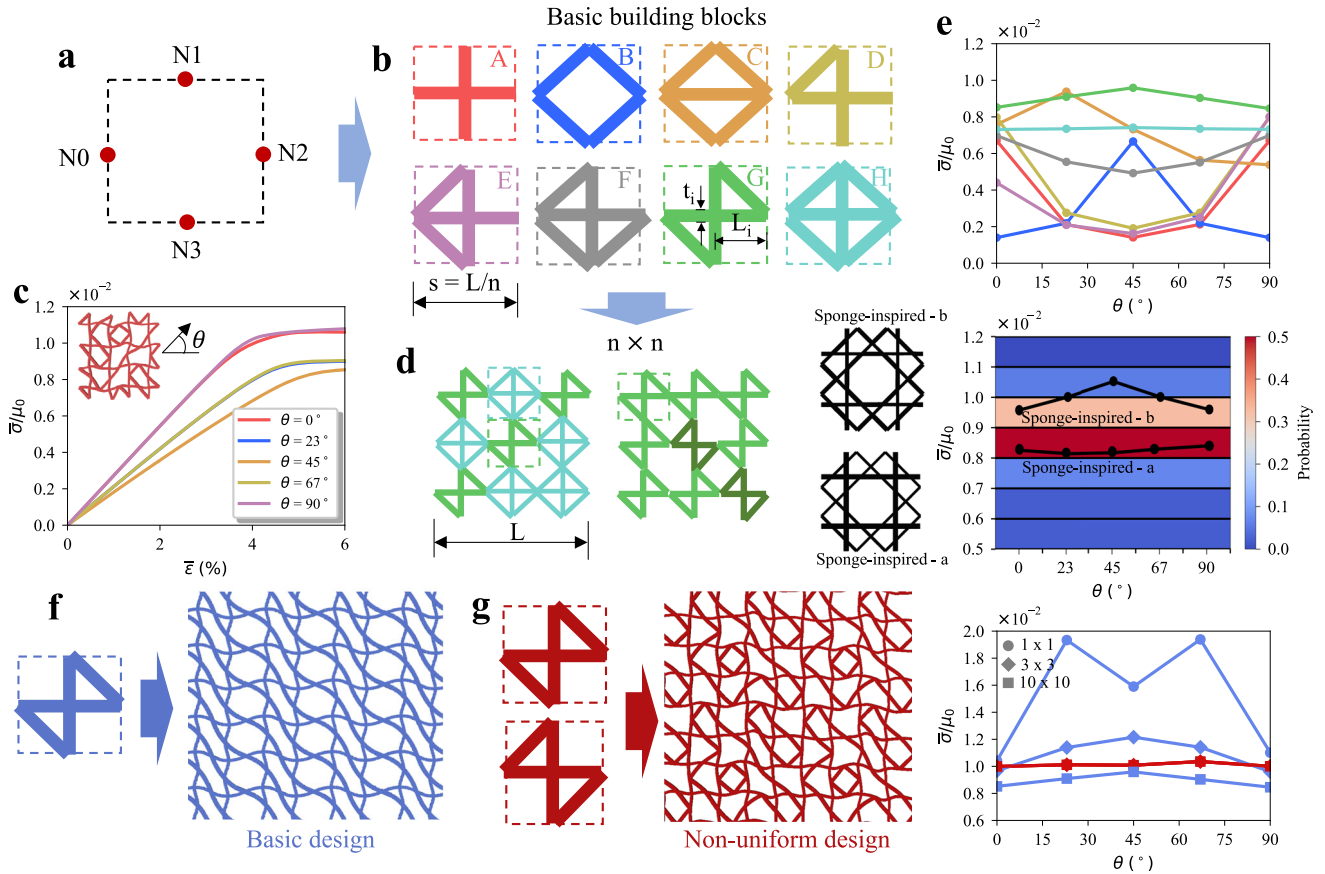 Basic building blocks
a
N1
N0
N2
N3
b
A
B
C
D
E
F
G
H
t_i
L_i
s = L/n
n × n
c
×10⁻²
1.2
1.0
0.8
0.6
0.4
0.2
0.0
σ̅/μ₀
θ
θ = 0°
θ = 23°
θ = 45°
θ = 67°
θ = 90°
0
2
4
6
ε̅ (%)
d
L
Sponge-inspired - b
Sponge-inspired - a
e
×10⁻²
1.2
1.0
0.8
0.6
0.4
0.2
0.0
σ̅/μ₀
0 15 30 45 60 75 90
θ (°)
×10⁻²
1.2
1.1
1.0
0.9
0.8
0.7
0.6
0.5
σ̅/μ₀
Sponge-inspired - b
Sponge-inspired - a
0 23 45 67 90
θ (°)
0.5
0.4
0.3
0.2
0.1
0.0
Probability
×10⁻²
2.0
1.8
1.6
1.4
1.2
1.0
0.8
0.6
σ̅/μ₀
1 x 1
3 x 3
10 x 10
0 15 30 45 60 75 90
θ (°)
f
Basic design
g
Non-uniform design